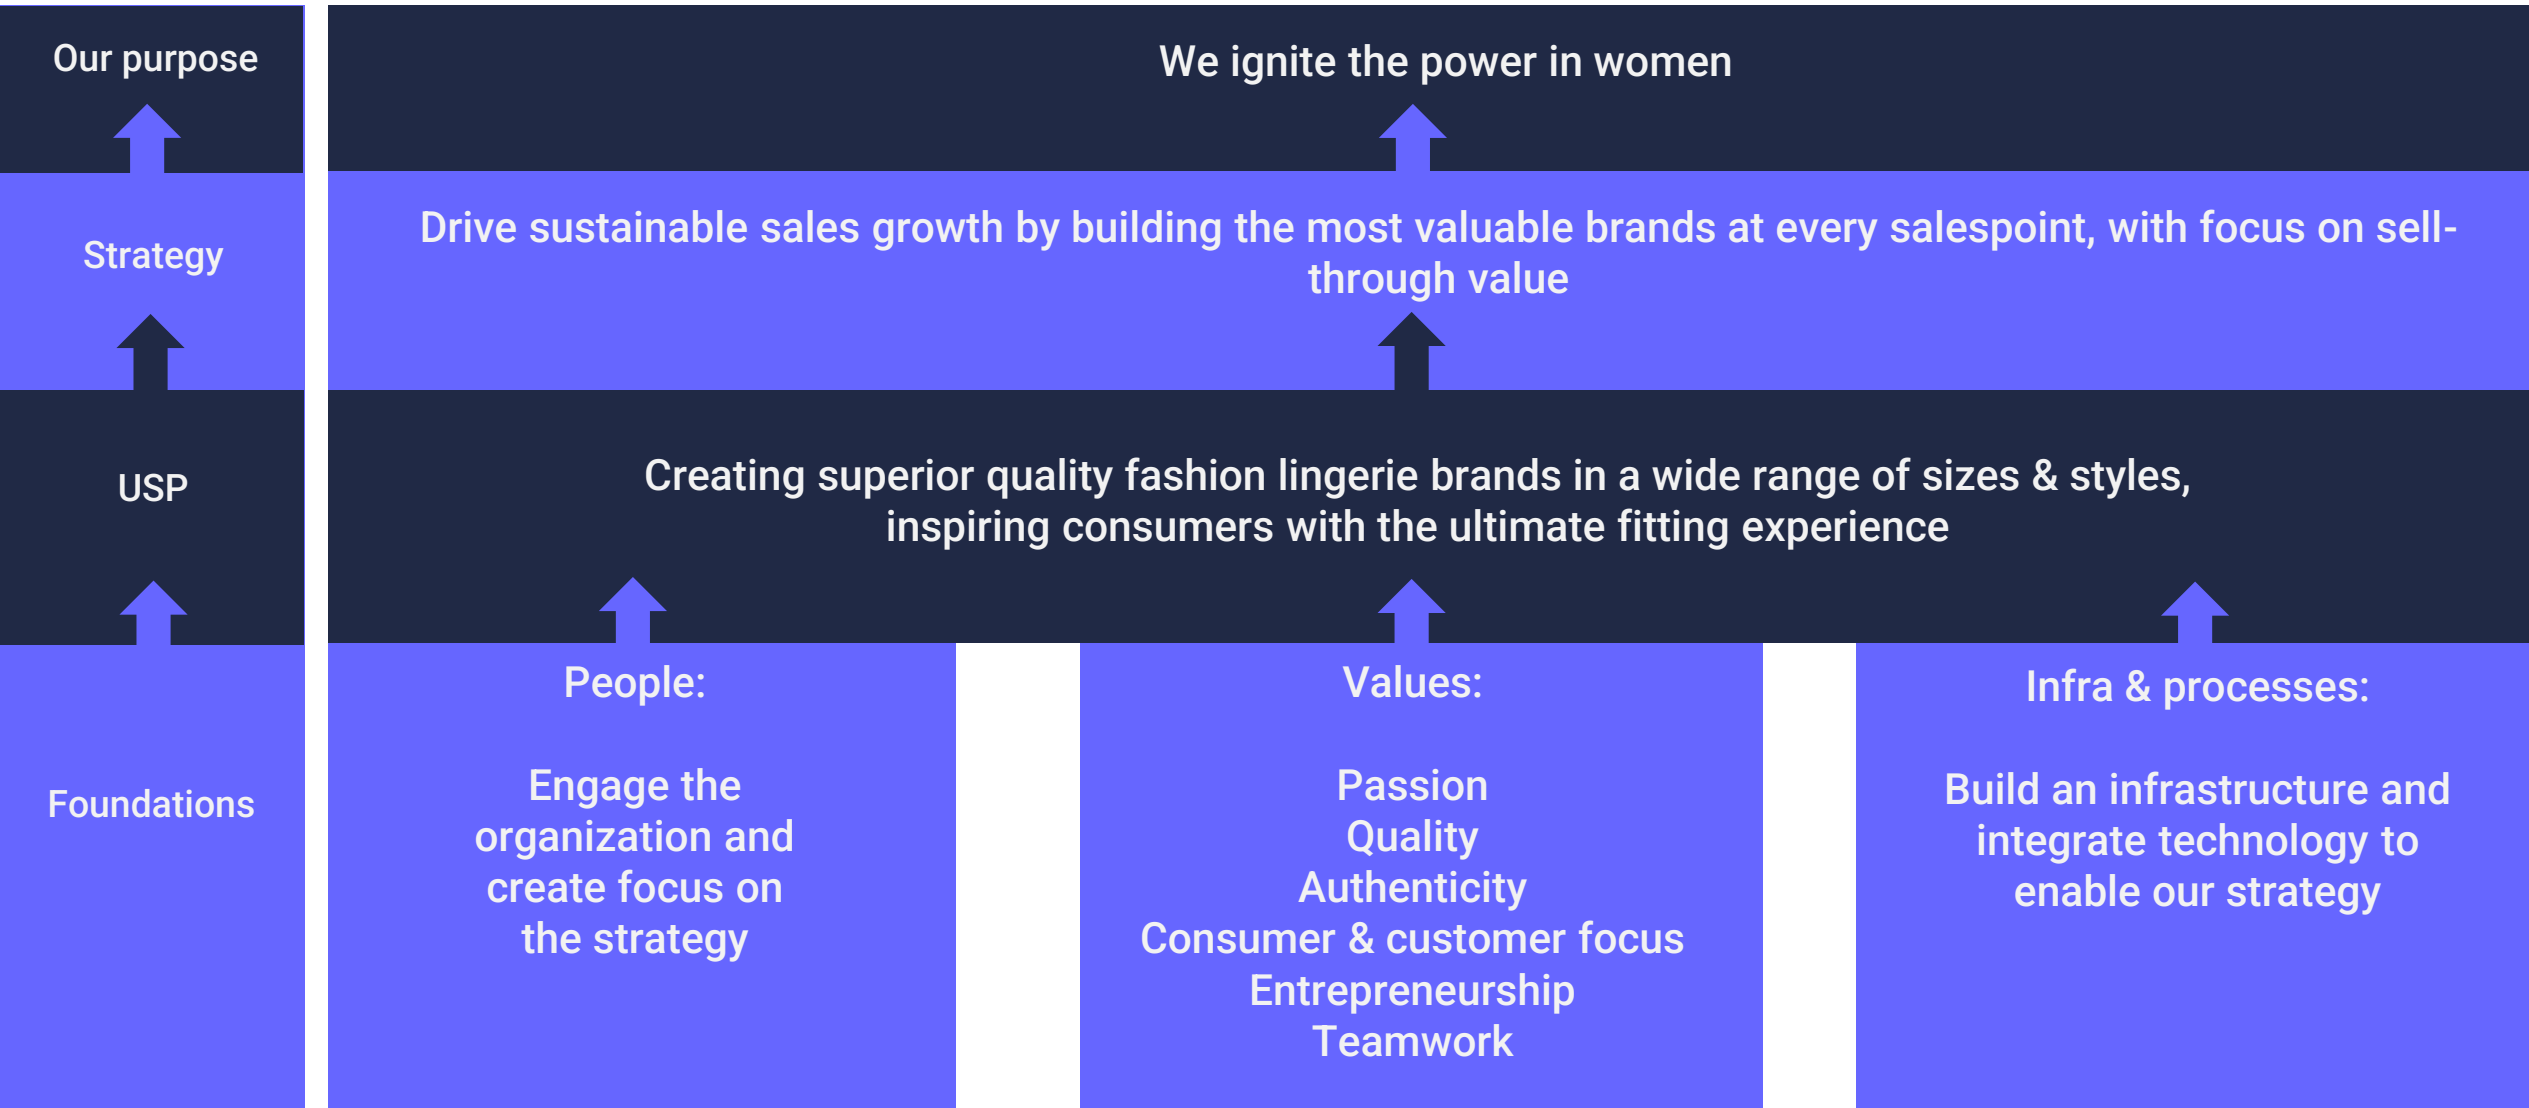 Our purpose
We ignite the power in women
Strategy
Drive sustainable sales growth by building the most valuable brands at every salespoint, with focus on sell-
through value
USP
Creating superior quality fashion lingerie brands in a wide range of sizes & styles,
inspiring consumers with the ultimate fitting experience
Foundations
People:
Engage the
organization and
create focus on
the strategy
Values:
Passion
Quality
Authenticity
Consumer & customer focus
Entrepreneurship
Teamwork
Infra & processes:
Build an infrastructure and
integrate technology to
enable our strategy